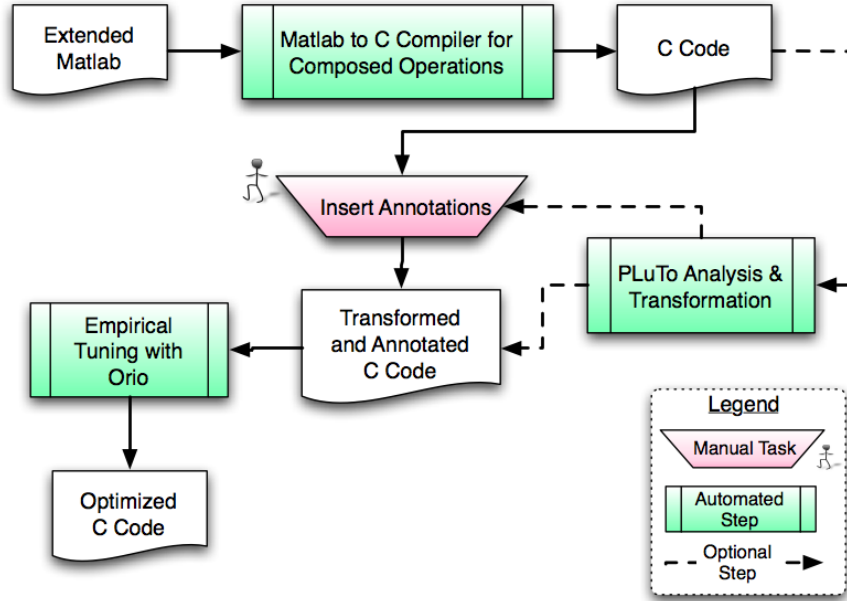 Extended
Matlab
Matlab to C Compiler for
Composed Operations
C Code
Insert Annotations
PLuTo Analysis &
Transformation
Empirical
Tuning with
Orio
Transformed
and Annotated
C Code
Optimized
C Code
Legend
Manual Task
Automated
Step
Optional
Step